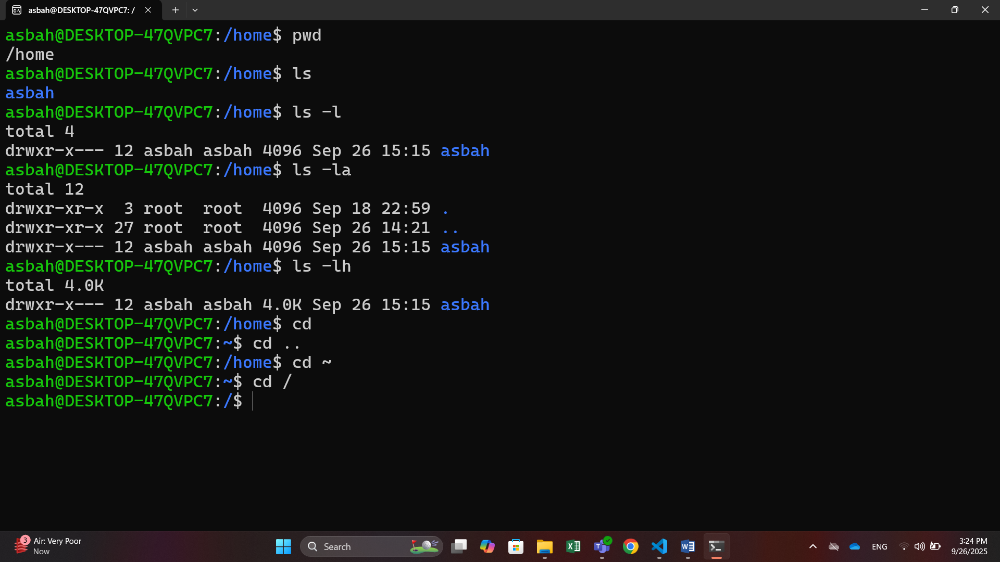 asbah@DESKTOP-47QVPC7: /
asbah@DESKTOP-47QVPC7:/home$ pwd
/home
asbah@DESKTOP-47QVPC7:/home$ ls
asbah
asbah@DESKTOP-47QVPC7:/home$ ls -l
total 4
drwxr-x--- 12 asbah asbah 4096 Sep 26 15:15 asbah
asbah@DESKTOP-47QVPC7:/home$ ls -la
total 12
drwxr-xr-x  3 root  root  4096 Sep 18 22:59 .
drwxr-xr-x 27 root  root  4096 Sep 26 14:21 ..
drwxr-x--- 12 asbah asbah 4096 Sep 26 15:15 asbah
asbah@DESKTOP-47QVPC7:/home$ ls -lh
total 4.0K
drwxr-x--- 12 asbah asbah 4.0K Sep 26 15:15 asbah
asbah@DESKTOP-47QVPC7:/home$ cd
asbah@DESKTOP-47QVPC7:~$ cd ..
asbah@DESKTOP-47QVPC7:/home$ cd ~
asbah@DESKTOP-47QVPC7:~$ cd /
asbah@DESKTOP-47QVPC7:/$
3
Air: Very Poor
Now
Search
ENG
3:24 PM
9/26/2025